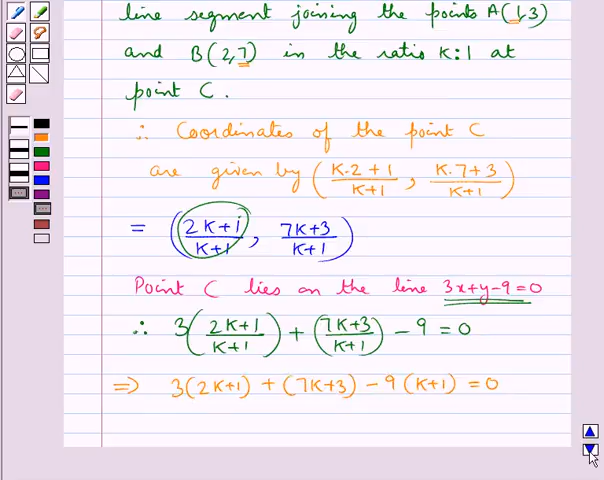 line segment joining the points A(1,3)
and B(2,7) in the ratio K:1 at
point C.
∴ Coordinates of the point C
are given by (K·2+1/K+1, K·7+3/K+1)
= (2K+1/K+1, 7K+3/K+1)
Point C lies on the line 3x+y-9=0
∴ 3(2K+1/K+1) + (7K+3/K+1) - 9 = 0
⇒ 3(2K+1) + (7K+3) - 9(K+1) = 0